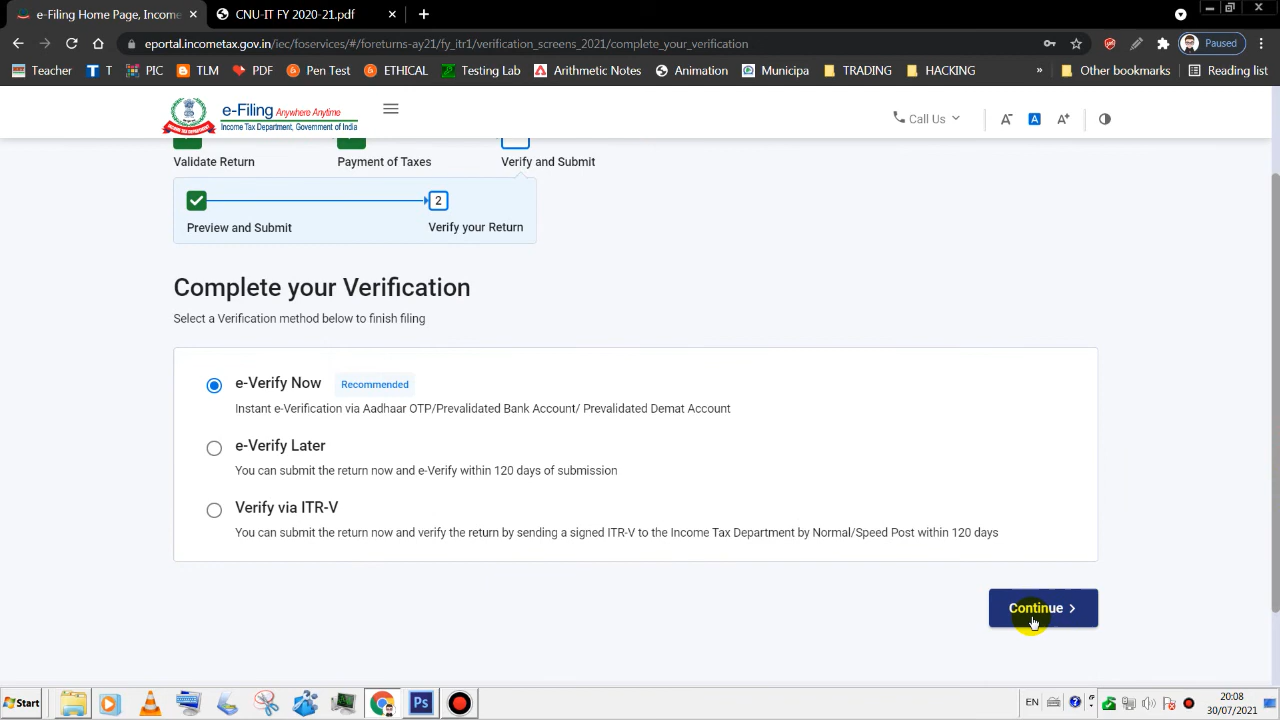 e-Filing Home Page, Income
CNU-IT FY 2020-21.pdf
eportal.incometax.gov.in/iec/foservices/#/foreturns-ay21/fy_itr1/verification_screens_2021/complete_your_verification
Paused
Teacher T PIC TLM PDF Pen Test ETHICAL Testing Lab Arithmetic Notes Animation Municipa TRADING HACKING » Other bookmarks Reading list
e-Filing Anywhere Anytime
Income Tax Department, Government of India
Call Us A- A A+
Validate Return Payment of Taxes Verify and Submit
2
Preview and Submit Verify your Return
Complete your Verification
Select a Verification method below to finish filing
e-Verify Now Recommended
Instant e-Verification via Aadhaar OTP/Prevalidated Bank Account/ Prevalidated Demat Account
e-Verify Later
You can submit the return now and e-Verify within 120 days of submission
Verify via ITR-V
You can submit the return now and verify the return by sending a signed ITR-V to the Income Tax Department by Normal/Speed Post within 120 days
Continue >
Start Ps EN 20:08
30/07/2021